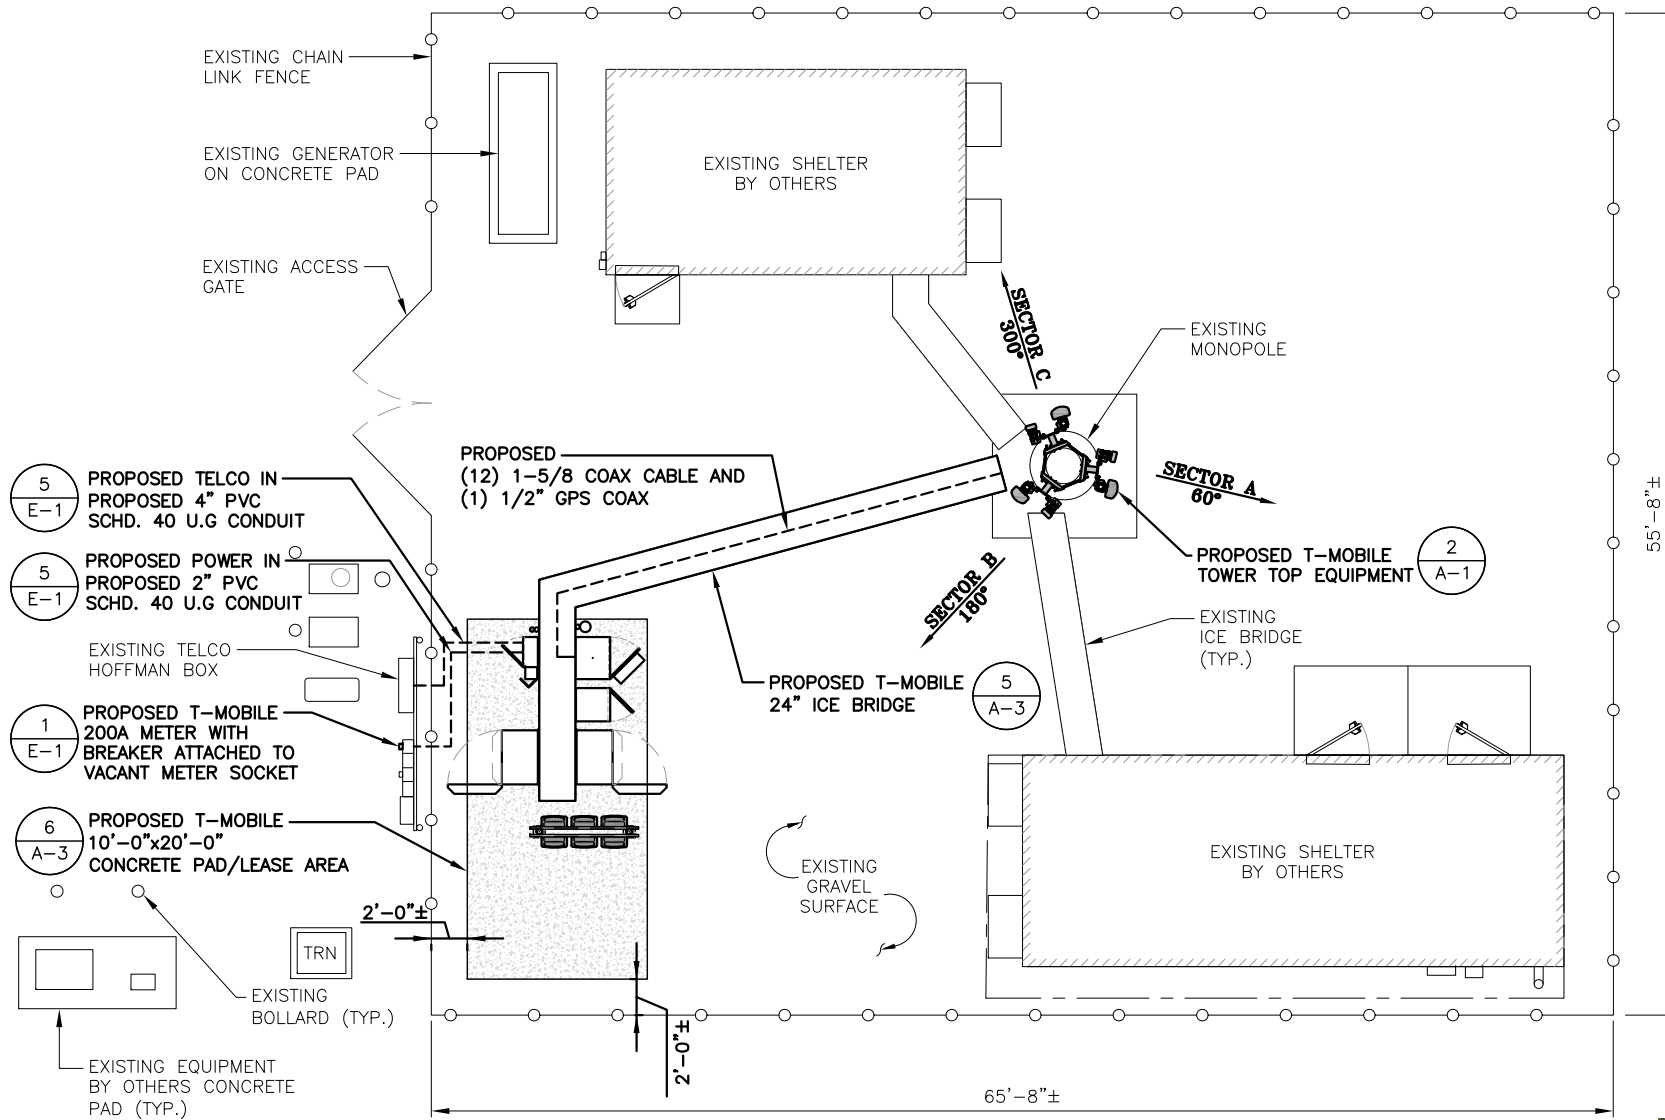 EXISTING CHAIN
LINK FENCE
EXISTING GENERATOR
ON CONCRETE PAD
EXISTING SHELTER
BY OTHERS
EXISTING ACCESS
GATE
SECTOR C
300°
EXISTING
MONOPOLE
5
E-1
PROPOSED TELCO IN
PROPOSED 4" PVC
SCHD. 40 U.G CONDUIT
PROPOSED
(12) 1-5/8 COAX CABLE AND
(1) 1/2" GPS COAX
SECTOR A
60°
55'-8"±
5
E-1
PROPOSED POWER IN
PROPOSED 2" PVC
SCHD. 40 U.G CONDUIT
SECTOR B
180°
PROPOSED T-MOBILE
TOWER TOP EQUIPMENT
2
A-1
EXISTING
ICE BRIDGE
(TYP.)
EXISTING TELCO
HOFFMAN BOX
PROPOSED T-MOBILE
24" ICE BRIDGE
5
A-3
1
E-1
PROPOSED T-MOBILE
200A METER WITH
BREAKER ATTACHED TO
VACANT METER SOCKET
6
A-3
PROPOSED T-MOBILE
10'-0"x20'-0"
CONCRETE PAD/LEASE AREA
EXISTING
GRAVEL
SURFACE
EXISTING SHELTER
BY OTHERS
2'-0"±
TRN
EXISTING
BOLLARD (TYP.)
2'-0"±
EXISTING EQUIPMENT
BY OTHERS CONCRETE
PAD (TYP.)
65'-8"±